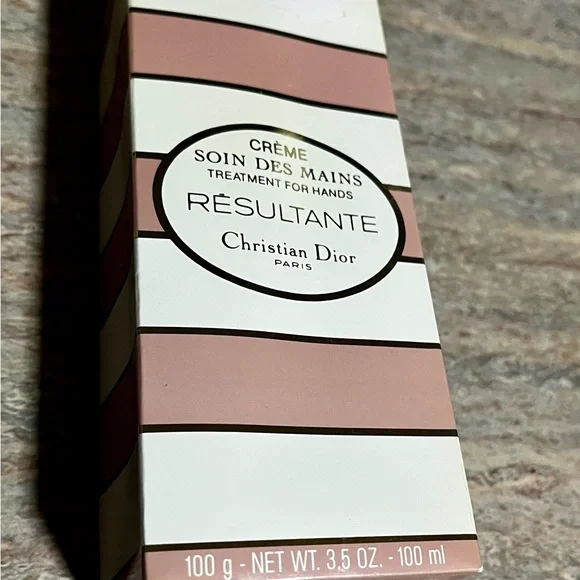 CRÈME
SOIN DES MAINS
TREATMENT FOR HANDS
RÉSULTANTE
Christian Dior
PARIS
100 g - NET WT. 3.5 OZ. - 100 ml